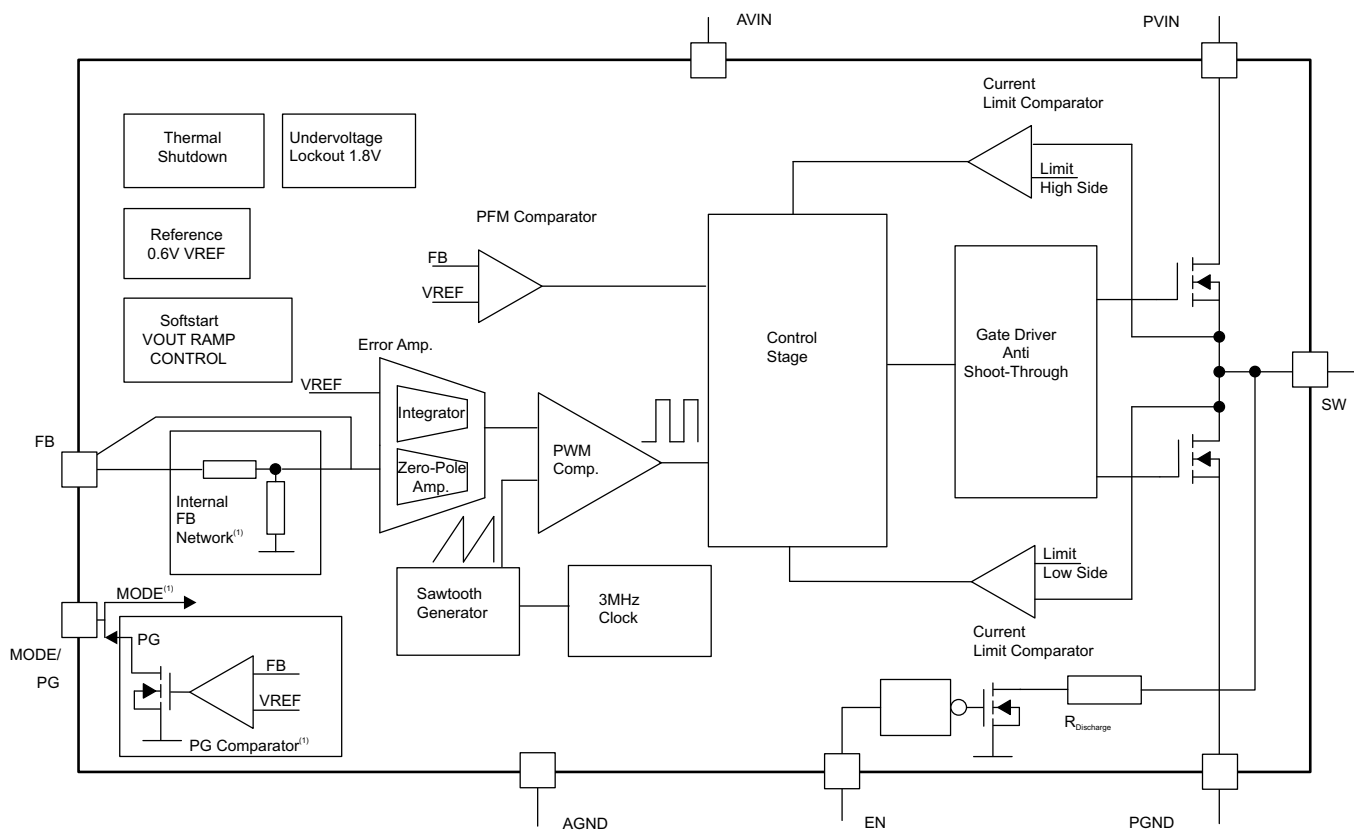 AVIN
PVIN
Current
Limit Comparator
Thermal
Shutdown
Undervoltage
Lockout 1.8V
Limit
High Side
Reference
0.6V VREF
PFM Comparator
FB
VREF
Softstart
VOUT RAMP
CONTROL
Error Amp.
Control
Stage
Gate Driver
Anti
Shoot-Through
VREF
Integrator
SW
FB
Zero-Pole
Amp.
PWM
Comp.
Internal
FB
Network(1)
Limit
Low Side
Sawtooth
Generator
3MHz
Clock
MODE(1)
PG
MODE/
PG
FB
VREF
PG Comparator(1)
Current
Limit Comparator
RDischarge
AGND
EN
PGND